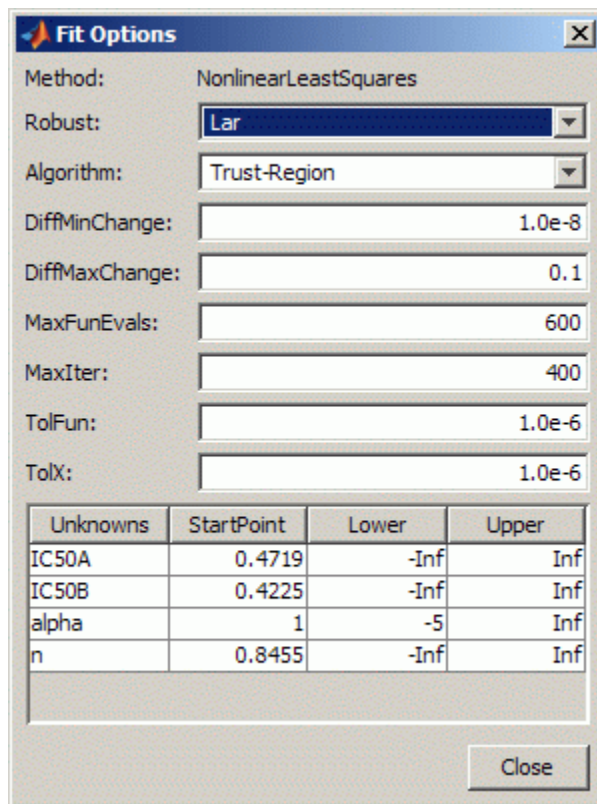 Fit Options
Method: NonlinearLeastSquares
Robust: Lar
Algorithm: Trust-Region
DiffMinChange: 1.0e-8
DiffMaxChange: 0.1
MaxFunEvals: 600
MaxIter: 400
TolFun: 1.0e-6
TolX: 1.0e-6
Unknowns StartPoint Lower Upper
IC50A 0.4719 -Inf Inf
IC50B 0.4225 -Inf Inf
alpha 1 -5 Inf
n 0.8455 -Inf Inf
Close